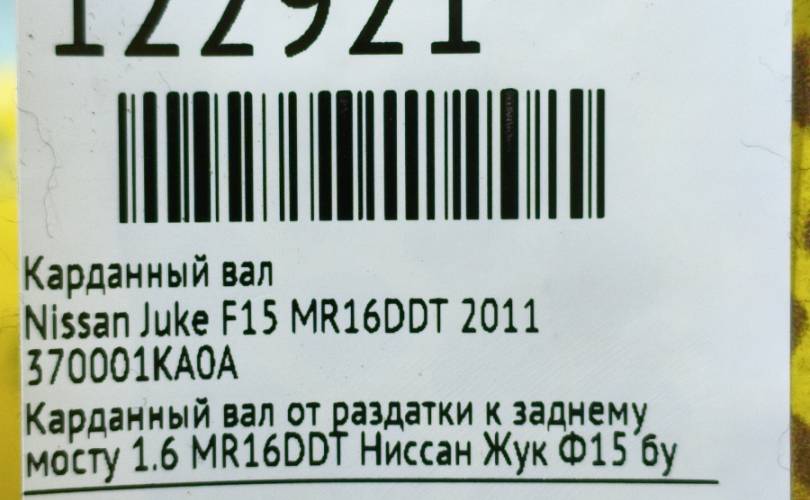 122921
Карданный вал
Nissan Juke F15 MR16DDT 2011
370001KA0A
Карданный вал от раздатки к заднему
мосту 1.6 MR16DDT Ниссан Жук Ф15 бу